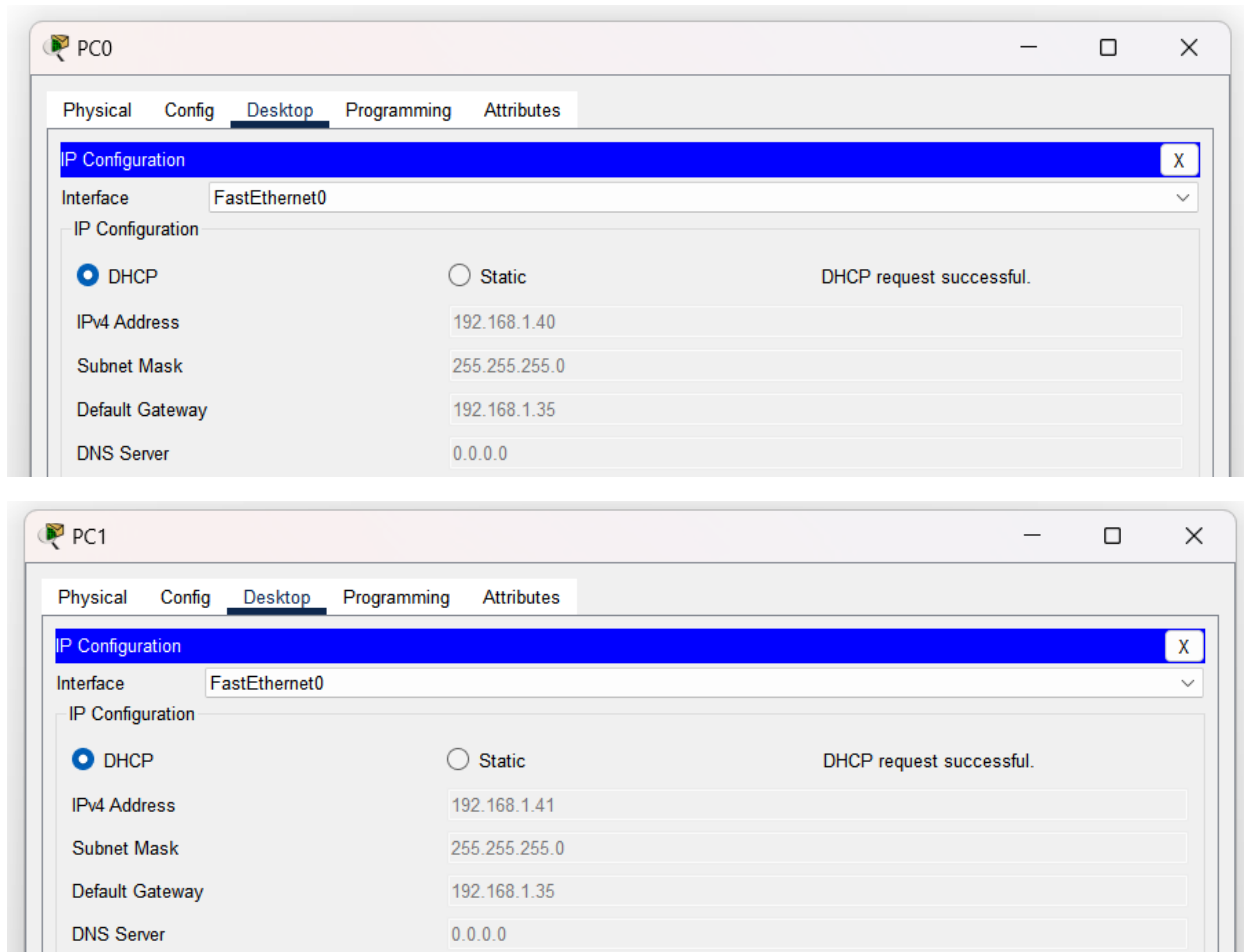 PC0
Physical Config Desktop Programming Attributes
IP Configuration X
Interface FastEthernet0
IP Configuration
DHCP Static DHCP request successful.
IPv4 Address 192.168.1.40
Subnet Mask 255.255.255.0
Default Gateway 192.168.1.35
DNS Server 0.0.0.0
PC1
Physical Config Desktop Programming Attributes
IP Configuration X
Interface FastEthernet0
IP Configuration
DHCP Static DHCP request successful.
IPv4 Address 192.168.1.41
Subnet Mask 255.255.255.0
Default Gateway 192.168.1.35
DNS Server 0.0.0.0